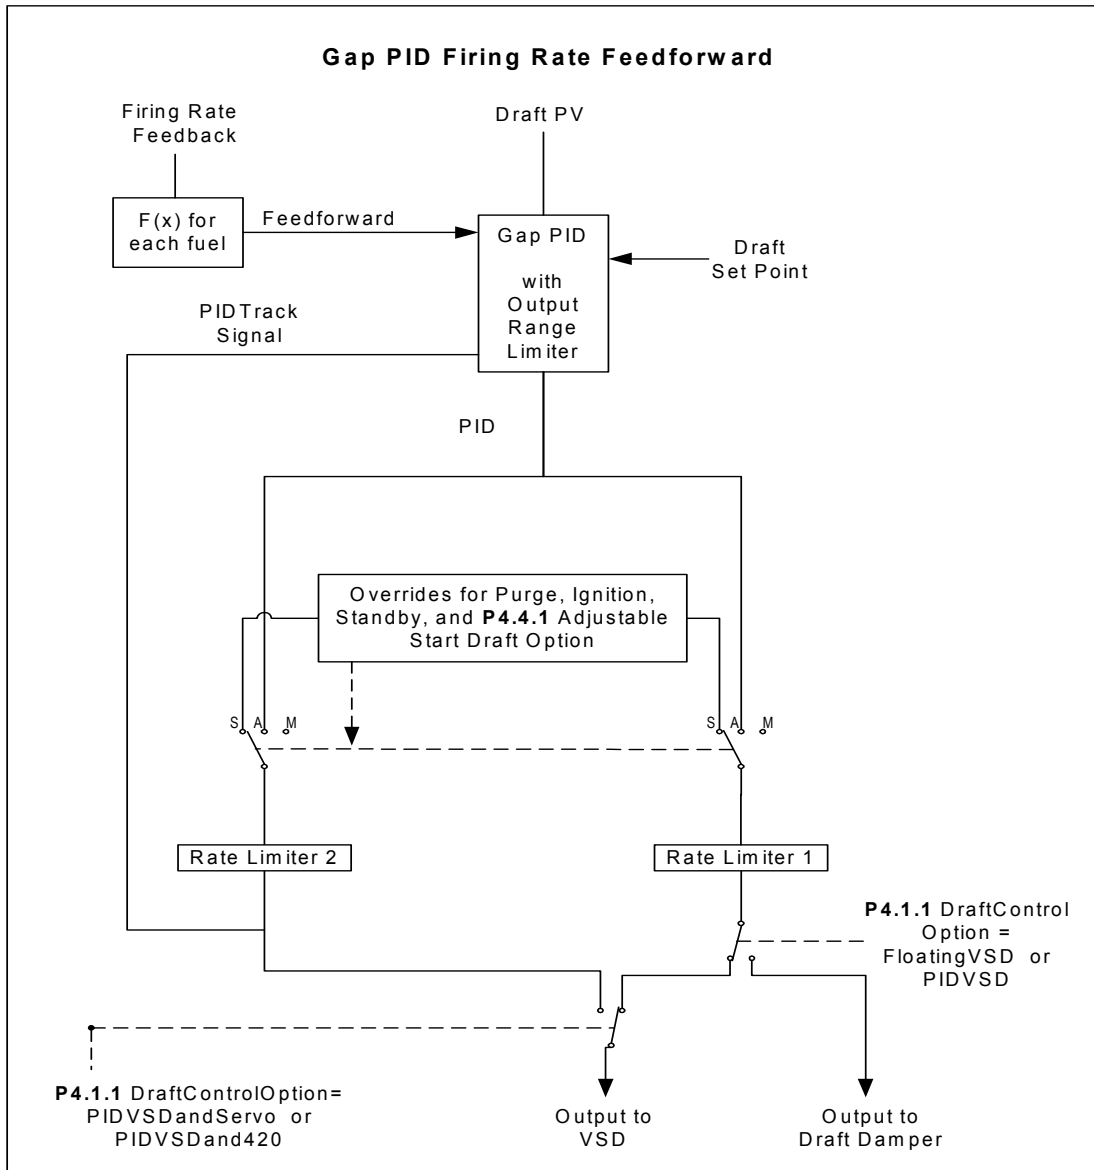 Gap PID Firing Rate Feedforward
Firing Rate
Feedback
Draft PV
F(x) for
each fuel
Feedforward
Gap PID
with
Output
Range
Limiter
Draft
Set Point
PIDTrack
Signal
PID
Overrides for Purge, Ignition,
Standby, and P4.4.1 Adjustable
Start Draft Option
S A M
S A M
Rate Limiter 2
Rate Limiter 1
P4.1.1 DraftControl
Option =
FloatingVSD or
PIDVSD
P4.1.1 DraftControlOption=
PIDVSDandServo or
PIDVSDand420
Output to
VSD
Output to
Draft Damper